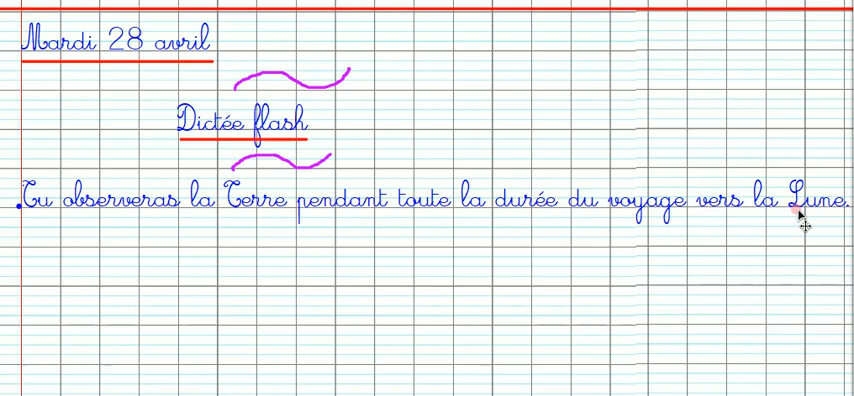 Mardi 28 avril
Dictée flash
.Tu observeras la Terre pendant toute la durée du voyage vers la Lune.